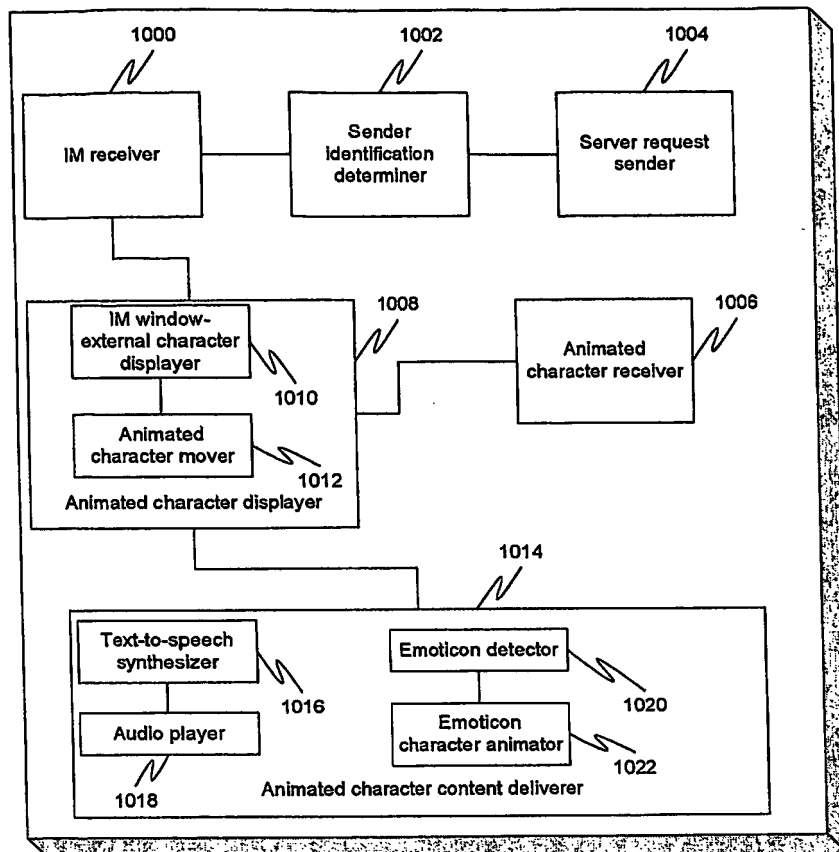 1000
1002
1004
IM receiver
Sender
identification
determiner
Server request
sender
1008
1006
IM window-
external character
displayer
1010
Animated
character receiver
Animated
character mover
1012
Animated character displayer
1014
Text-to-speech
synthesizer
1016
Emoticon detector
1020
Audio player
1018
Emoticon
character animator
1022
Animated character content deliverer